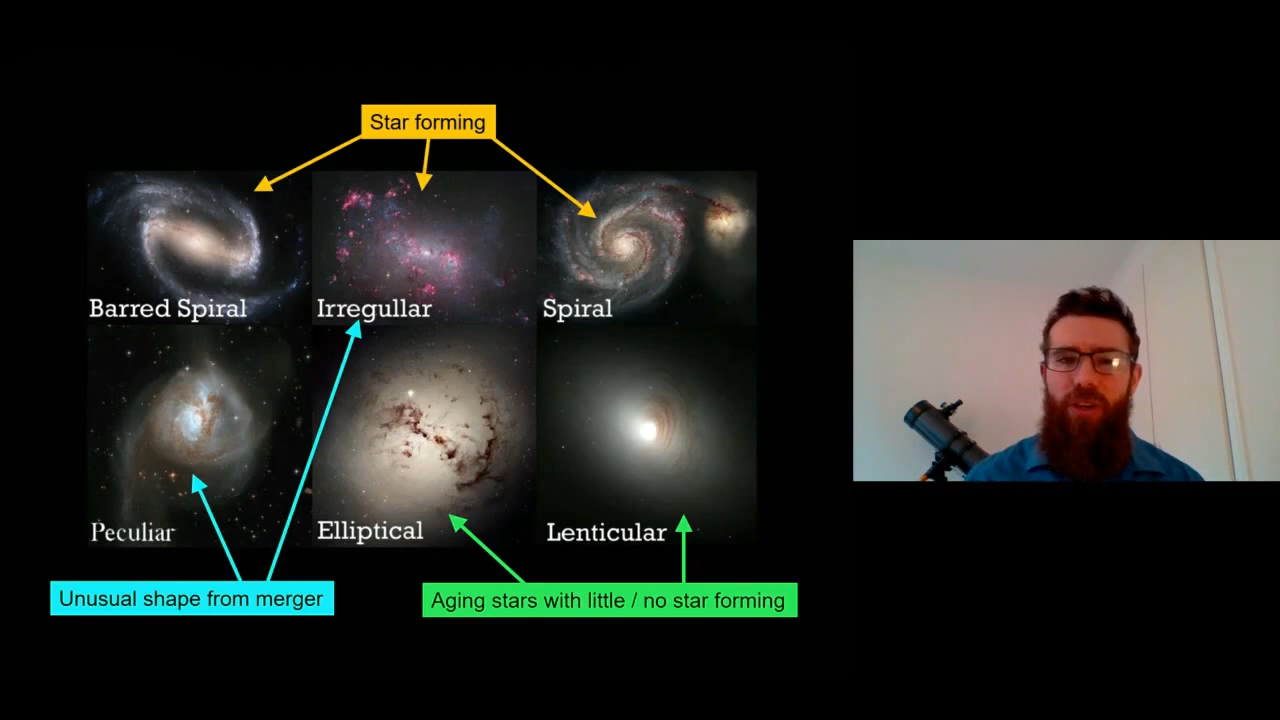 Star forming
Barred Spiral
Irregullar
Spiral
Peculiar
Elliptical
Lenticular
Unusual shape from merger
Aging stars with little / no star forming